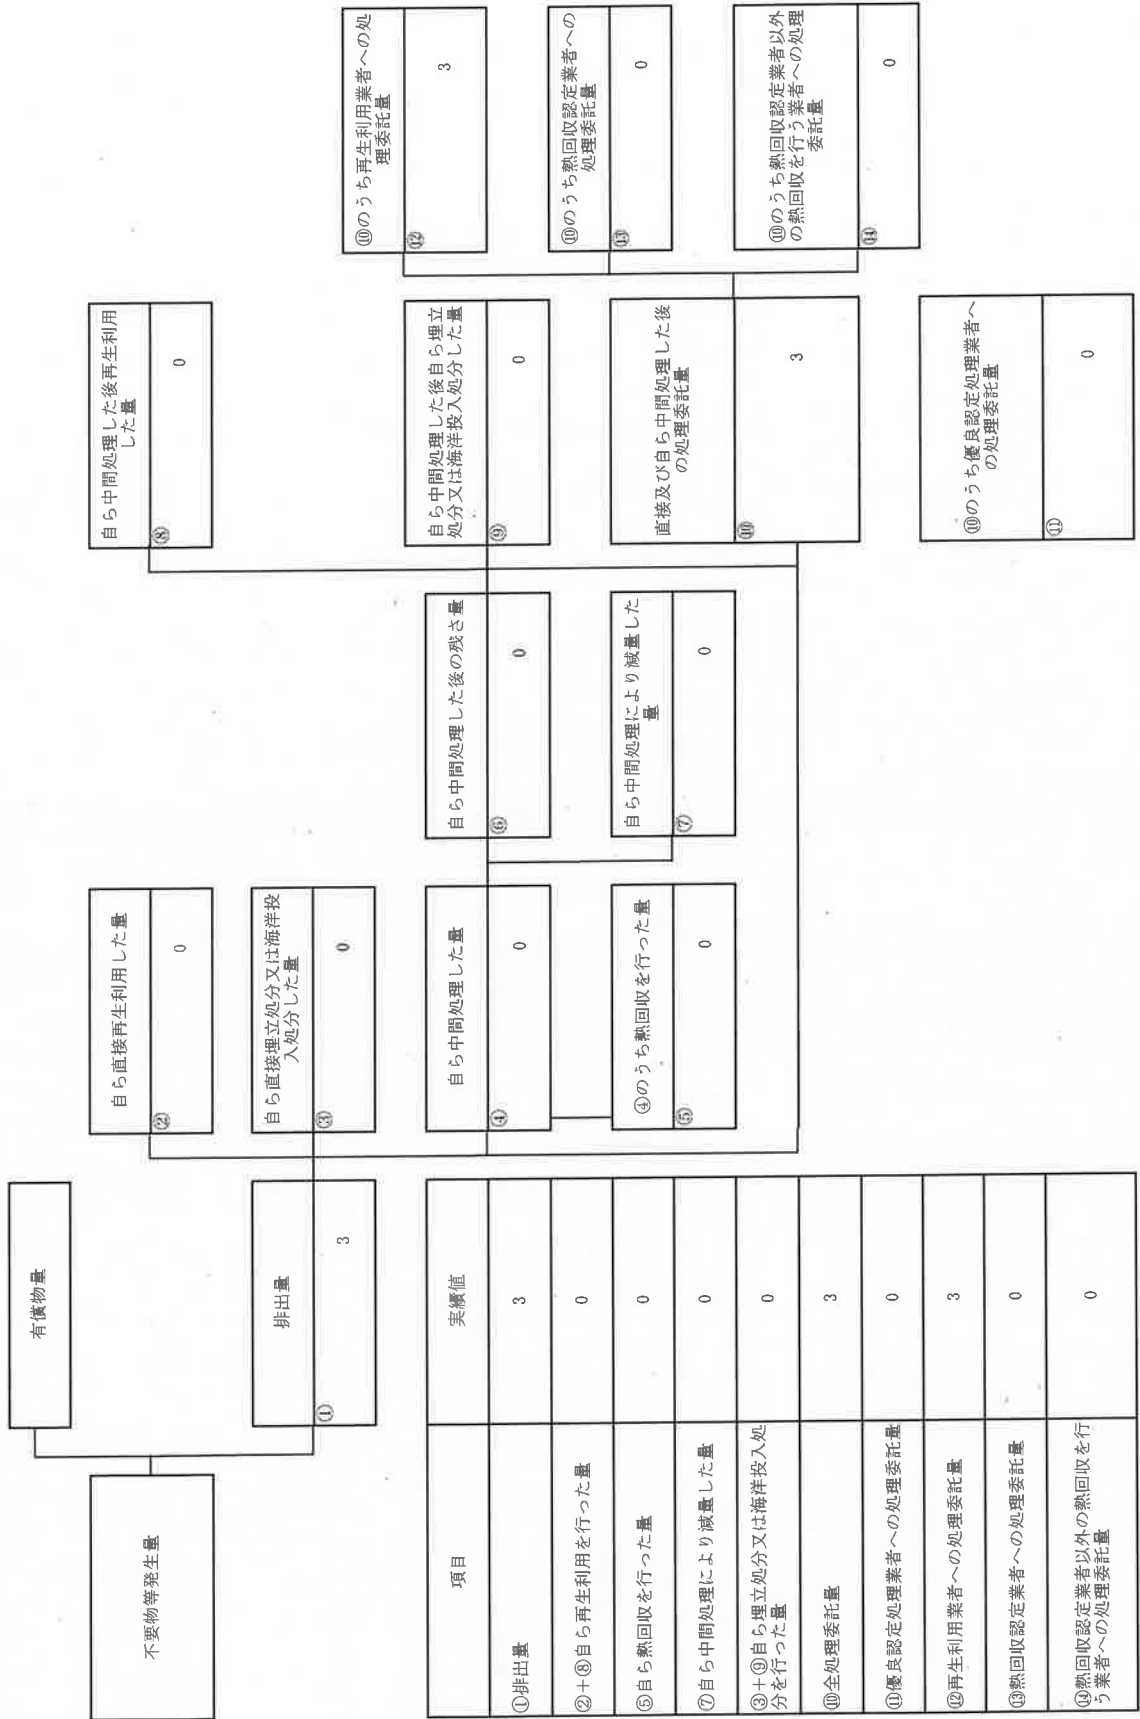 不要物等発生量
有償物量
排出量
① 3
自ら直接再生利用した量
② 0
自ら直接埋立処分又は海洋投
入処分した量
③ 0
自ら中間処理した量
④ 0
④のうち熱回収を行った量
⑤ 0
自ら中間処理した後の残さ量
⑥ 0
自ら中間処理により減量した
量
⑦ 0
自ら中間処理した後再生利用
した量
⑧ 0
自ら中間処理した後自ら埋立
処分又は海洋投入処分した量
⑨ 0
直接及び自ら中間処理した後
の処理委託量
⑩ 3
⑩のうち優良認定処理業者へ
の処理委託量
⑪ 0
⑩のうち再生利用業者への処
理委託量
⑫ 3
⑩のうち熱回収認定業者への
処理委託量
⑬ 0
⑩のうち熱回収認定業者以外
の熱回収を行う業者への処理
委託量
⑭ 0
項目 実績値
①排出量 3
②+⑧自ら再生利用を行った量 0
⑤自ら熱回収を行った量 0
⑦自ら中間処理により減量した量 0
③+⑨自ら埋立処分又は海洋投入処
分を行った量 0
⑩全処理委託量 3
⑪優良認定処理業者への処理委託量 0
⑫再生利用業者への処理委託量 3
⑬熱回収認定業者への処理委託量 0
⑭熱回収認定業者以外の熱回収を行
う業者への処理委託量 0